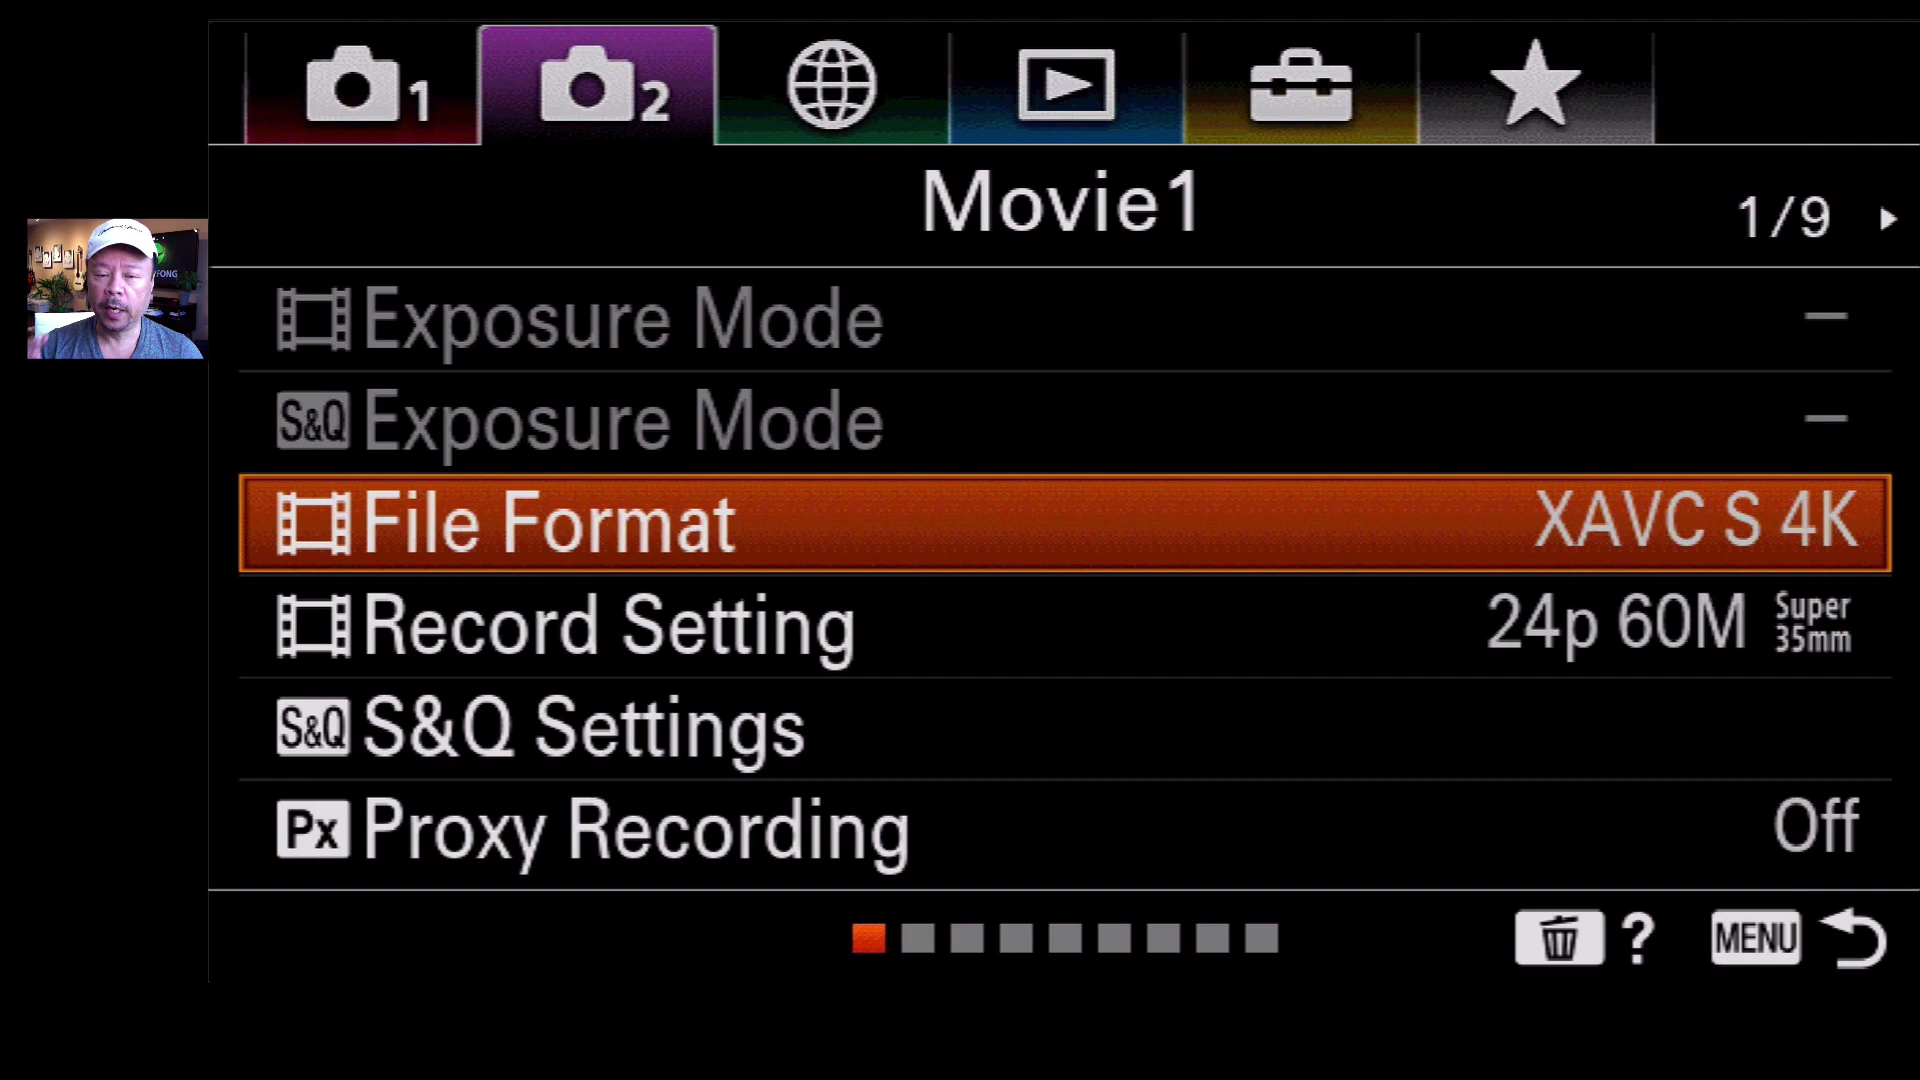 1
2
Movie1
1/9
Exposure Mode –
S&Q Exposure Mode –
File Format XAVC S 4K
Record Setting 24p 60M Super 35mm
S&Q S&Q Settings
Px Proxy Recording Off
? MENU
FONG